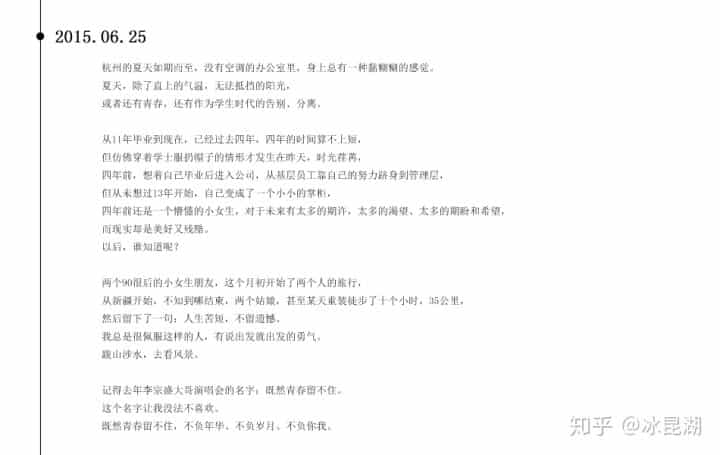 2015.06.25
杭州的夏天如期而至，没有空调的办公室里，身上总有一种黏糊糊的感觉。
夏天，除了直上的气温，无法抵挡的阳光，
或者还有青春，还有作为学生时代的告别、分离。
从11年毕业到现在，已经过去四年，四年的时间算不上短，
但仿佛穿着学士服扔帽子的情形才发生在昨天，时光荏苒，
四年前，想着自己毕业后进入公司，从基层员工靠自己的努力跻身到管理层，
但从未想过13年开始，自己变成了一个小小的掌柜，
四年前还是一个懵懂的小女生，对于未来有太多的期许，太多的渴望、太多的期盼和希望，
而现实却是美好又残酷。
以后，谁知道呢？
两个90很后的小女生朋友，这个月初开始了两个人的旅行，
从新疆开始，不知到哪结束，两个姑娘，甚至某天重装徒步了十个小时，35公里，
然后留下了一句：人生苦短，不留遗憾。
我总是很佩服这样的人，有说出发就出发的勇气。
跋山涉水，去看风景。
记得去年李宗盛大哥演唱会的名字：既然青春留不住。
这个名字让我没法不喜欢。
既然青春留不住，不负年华、不负岁月、不负你我。
知乎 @冰昆湖